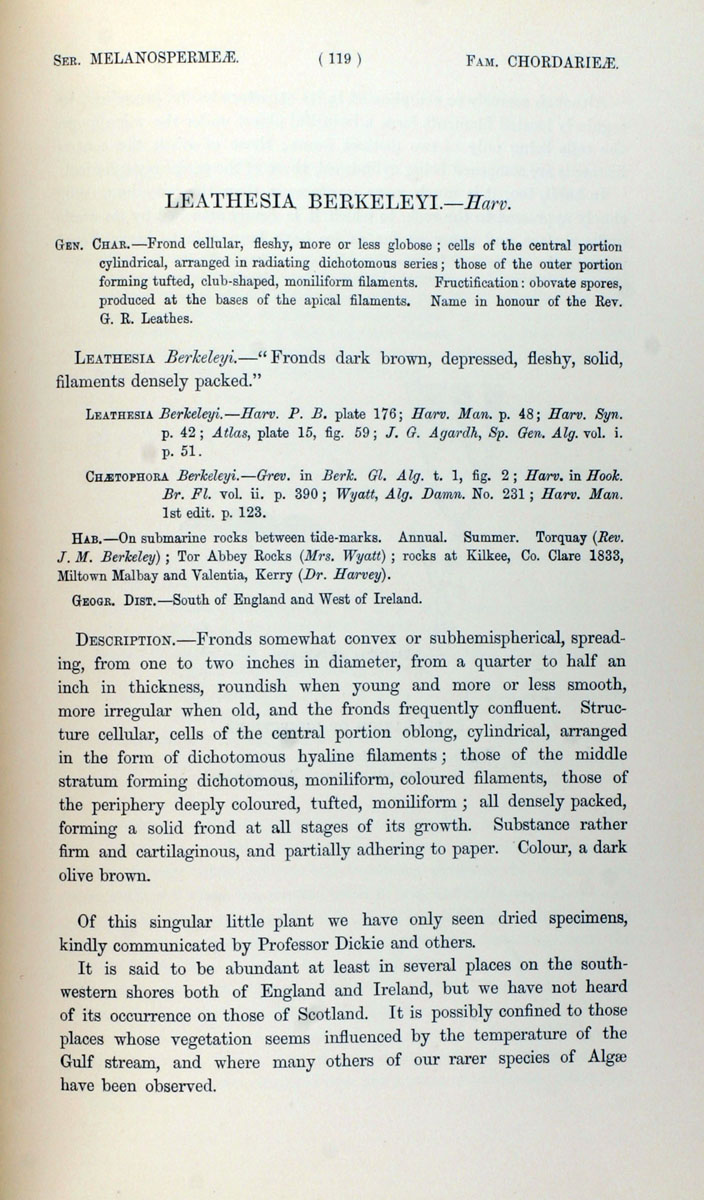 Ser. MELANOSPERMEÆ. ( 119 ) Fam. CHORDARIEÆ.
LEATHESIA BERKELEYI.—Harv.
Gen. Char.—Frond cellular, fleshy, more or less globose ; cells of the central portion
cylindrical, arranged in radiating dichotomous series ; those of the outer portion
forming tufted, club-shaped, moniliform filaments. Fructification : obovate spores,
produced at the bases of the apical filaments. Name in honour of the Rev.
G. R. Leathes.
Leathesia Berkeleyi.—“Fronds dark brown, depressed, fleshy, solid,
filaments densely packed.”
Leathesia Berkeleyi.—Harv. P. B. plate 176; Harv. Man. p. 48; Harv. Syn.
p. 42 ; Atlas, plate 15, fig. 59 ; J. G. Agardh, Sp. Gen. Alg. vol. i.
p. 51.
Chætophora Berkeleyi.—Grev. in Berk. Gl. Alg. t. 1, fig. 2 ; Harv. in Hook.
Br. Fl. vol. ii. p. 390 ; Wyatt, Alg. Damn. No. 231 ; Harv. Man.
1st edit. p. 123.
Hab.—On submarine rocks between tide-marks. Annual. Summer. Torquay (Rev.
J. M. Berkeley) ; Tor Abbey Rocks (Mrs. Wyatt) ; rocks at Kilkee, Co. Clare 1833,
Miltown Malbay and Valentia, Kerry (Dr. Harvey).
Geogr. Dist.—South of England and West of Ireland.
Description.—Fronds somewhat convex or subhemispherical, spread-
ing, from one to two inches in diameter, from a quarter to half an
inch in thickness, roundish when young and more or less smooth,
more irregular when old, and the fronds frequently confluent. Struc-
ture cellular, cells of the central portion oblong, cylindrical, arranged
in the form of dichotomous hyaline filaments ; those of the middle
stratum forming dichotomous, moniliform, coloured filaments, those of
the periphery deeply coloured, tufted, moniliform ; all densely packed,
forming a solid frond at all stages of its growth. Substance rather
firm and cartilaginous, and partially adhering to paper. Colour, a dark
olive brown.
Of this singular little plant we have only seen dried specimens,
kindly communicated by Professor Dickie and others.
It is said to be abundant at least in several places on the south-
western shores both of England and Ireland, but we have not heard
of its occurrence on those of Scotland. It is possibly confined to those
places whose vegetation seems influenced by the temperature of the
Gulf stream, and where many others of our rarer species of Algæ
have been observed.